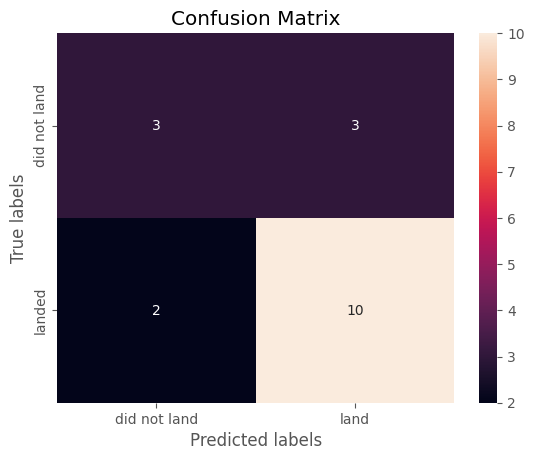 Confusion Matrix
True labels
did not land
landed
3 3
2 10
did not land land
Predicted labels
10
9
8
7
6
5
4
3
2